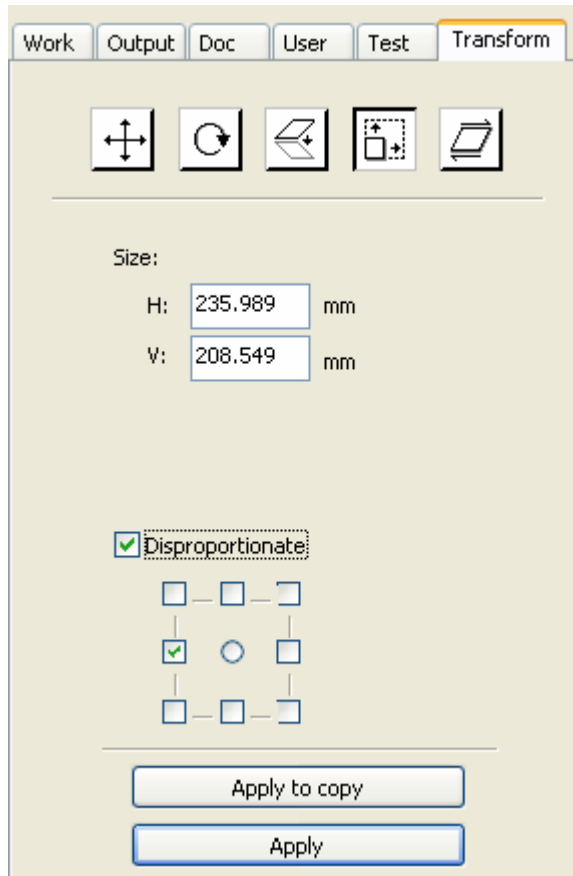 Work Output Doc User Test Transform
Size:
H: 235.989 mm
V: 208.549 mm
Disproportionate
Apply to copy
Apply